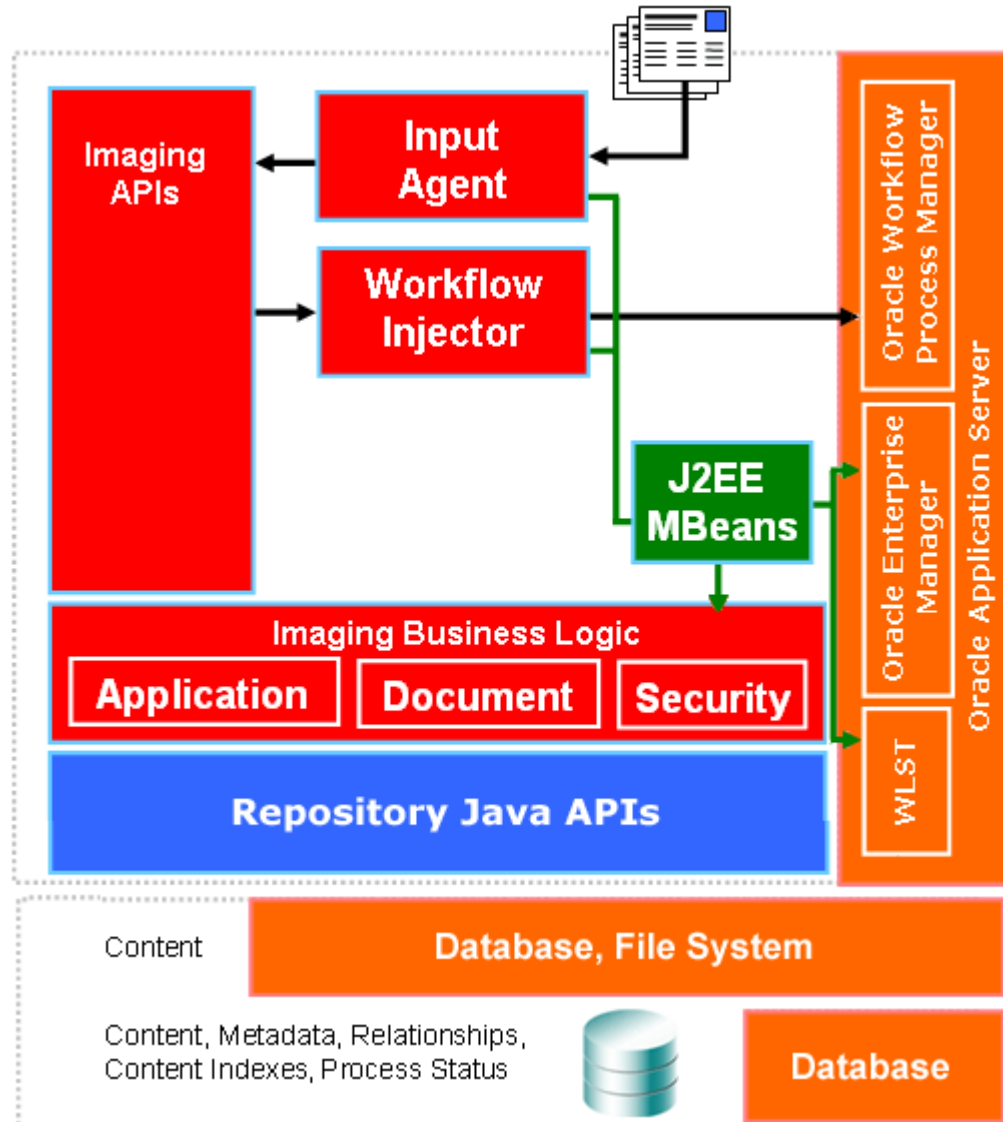 Imaging
APIs
Input
Agent
Workflow
Injector
J2EE
MBeans
Oracle Workflow
Process Manager
Oracle Enterprise
Manager
WLST
Oracle Application Server
Imaging Business Logic
Application
Document
Security
Repository Java APIs
Content
Database, File System
Content, Metadata, Relationships,
Content Indexes, Process Status
Database